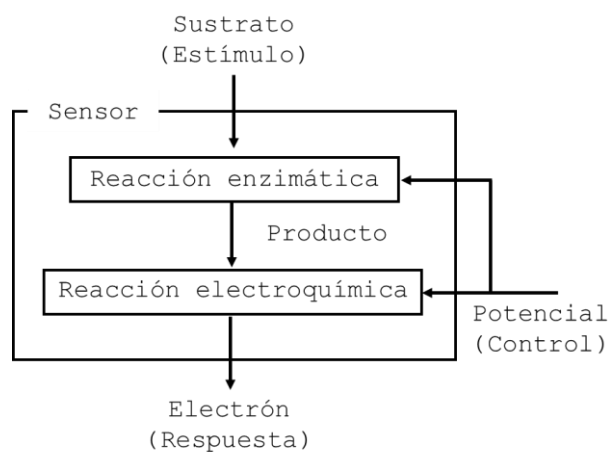 Sustrato
(Estímulo)
Sensor
Reacción enzimática
Producto
Reacción electroquímica
Potencial
(Control)
Electrón
(Respuesta)